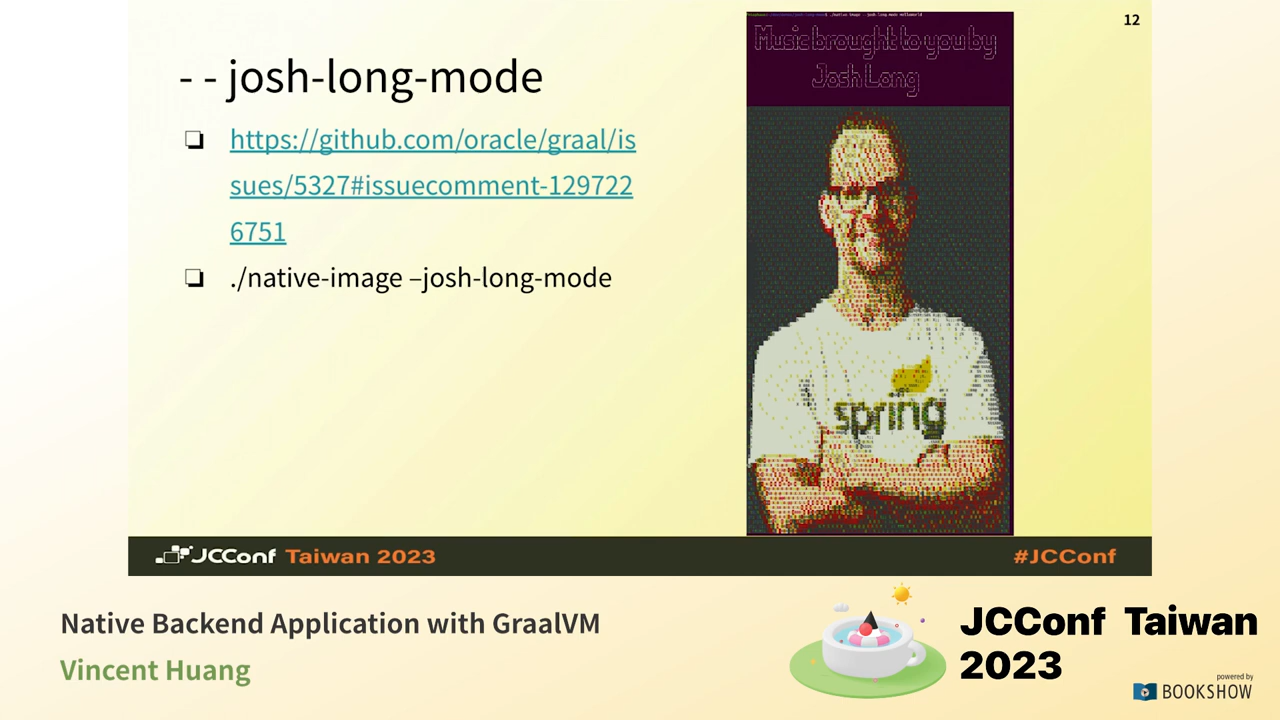 12
- - josh-long-mode
https://github.com/oracle/graal/is
sues/5327#issuecomment-129722
6751
./native-image –josh-long-mode
Music brought to you by
Josh Long
spring
JCConf Taiwan 2023
#JCConf
Native Backend Application with GraalVM
Vincent Huang
JCConf Taiwan
2023
powered by
BOOKSHOW